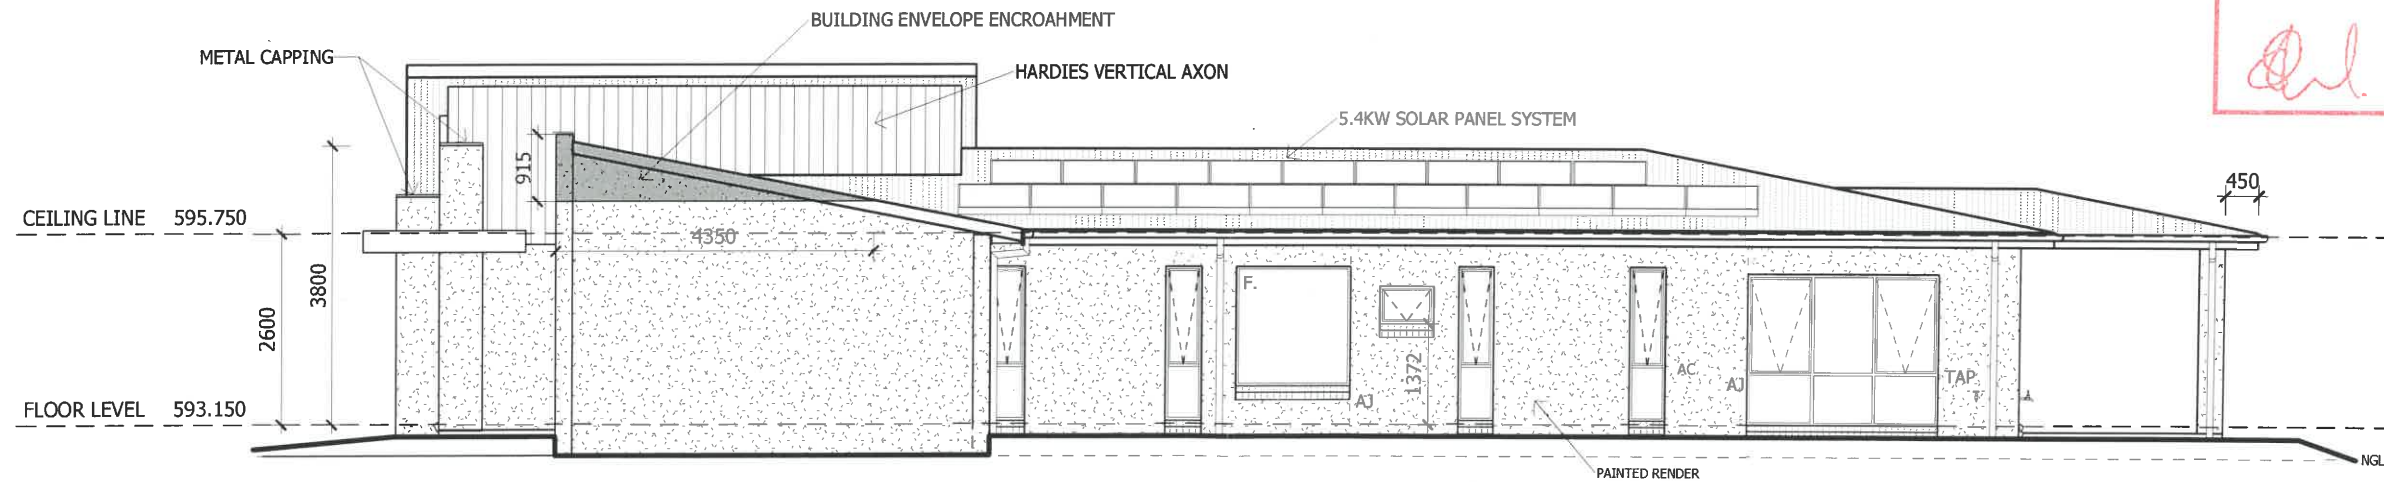 BUILDING ENVELOPE ENCROAHMENT
METAL CAPPING
HARDIES VERTICAL AXON
5.4KW SOLAR PANEL SYSTEM
915
450
CEILING LINE 595.750
4350
3800
2600
F.
1372
AC
AJ
TAP
AJ
FLOOR LEVEL 593.150
PAINTED RENDER
NGL